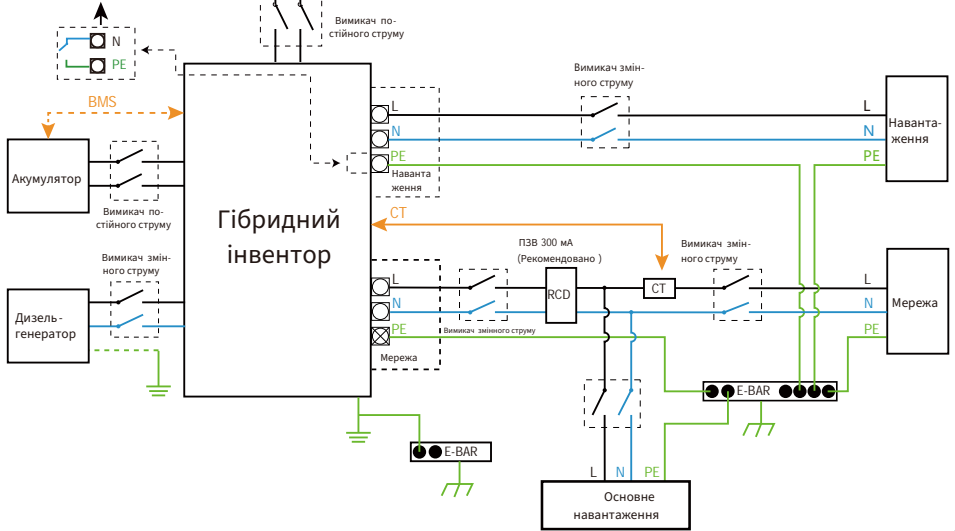 Вимикач по-
стійного струму
N
PE
BMS
Вимикач змін-
ного струму
L
N
PE
Наванта
ження
L
N
PE
Наванта-
ження
Акумулятор
Вимикач по-
стійного струму
Гібридний
інвентор
CT
ПЗВ 300 мА
(Рекомендовано )
Вимикач змін-
ного струму
Вимикач змін-
ного струму
L
N
PE
Мережа
RCD
CT
Вимикач змінного струму
L
N
PE
Мережа
Дизель-
генератор
E-BAR
E-BAR
L
N
PE
Основне
навантаження